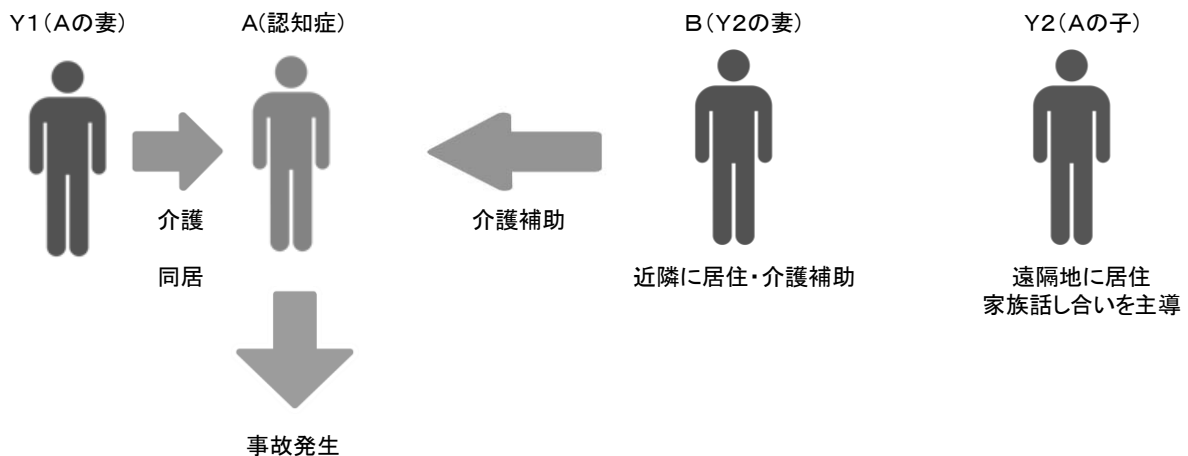 Y1(Aの妻)
A(認知症)
B(Y2の妻)
Y2(Aの子)
介護
同居
介護補助
近隣に居住・介護補助
遠隔地に居住
家族話し合いを主導
事故発生